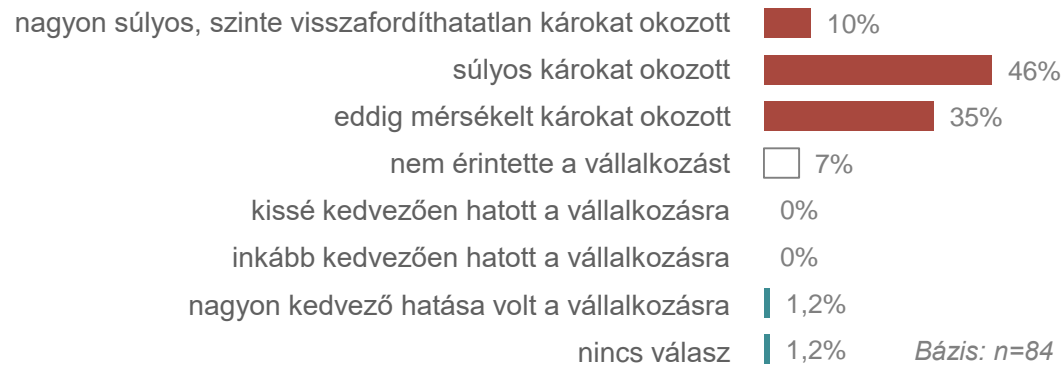 nagyon súlyos, szinte visszafordíthatatlan károkat okozott 10%
súlyos károkat okozott 46%
eddig mérsékelt károkat okozott 35%
nem érintette a vállalkozást 7%
kissé kedvezően hatott a vállalkozásra 0%
inkább kedvezően hatott a vállalkozásra 0%
nagyon kedvező hatása volt a vállalkozásra 1,2%
nincs válasz 1,2% Bázis: n=84